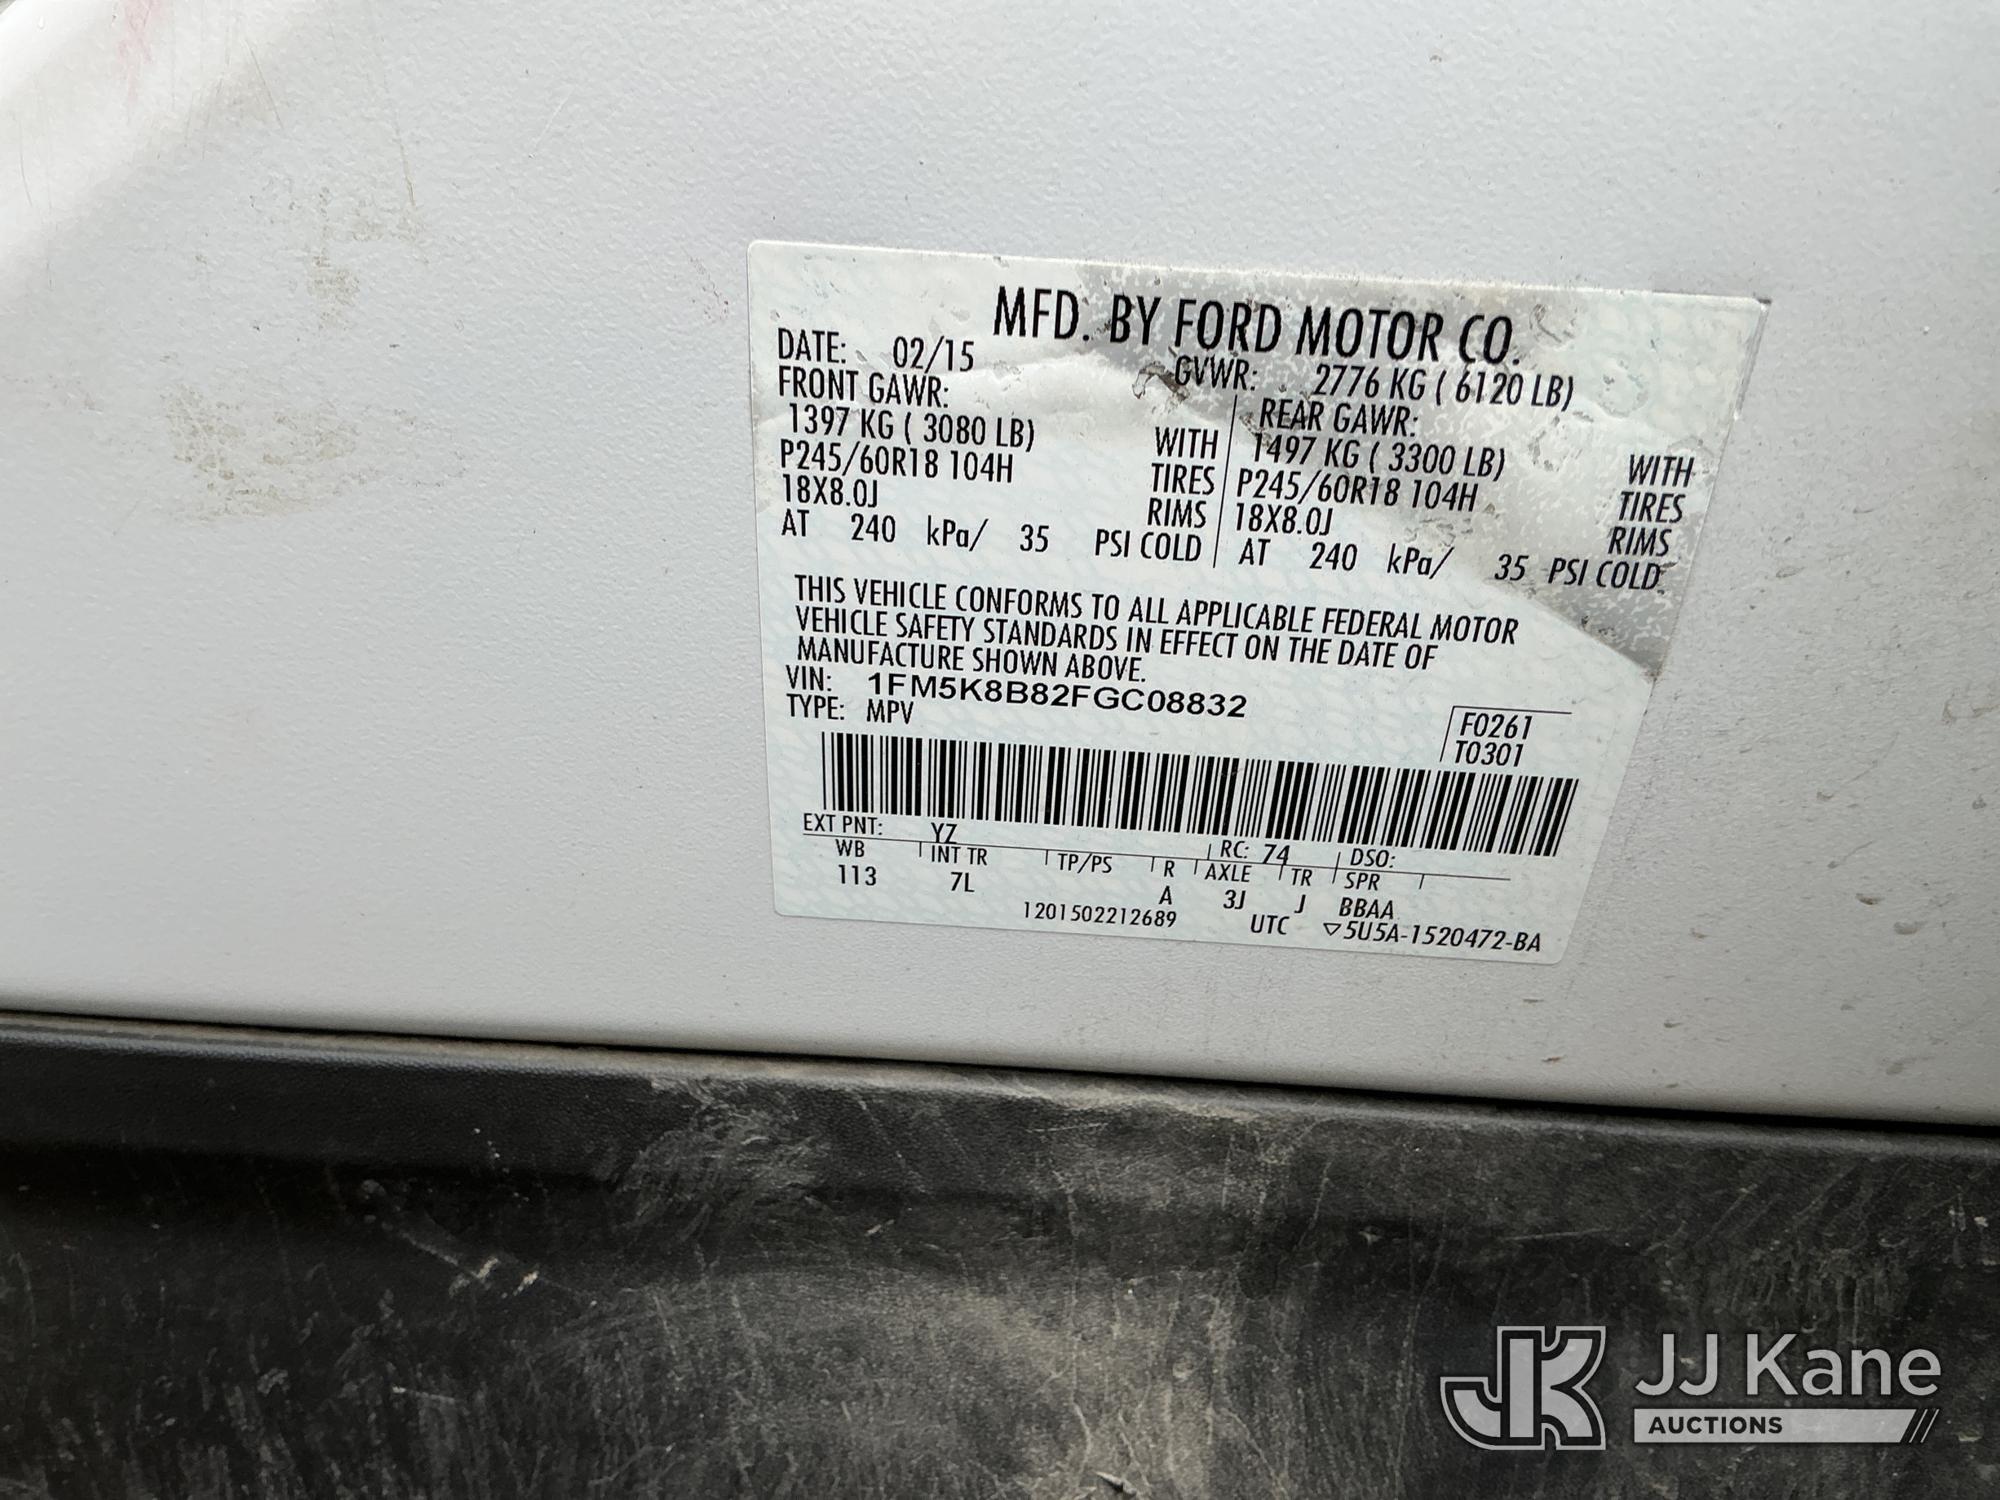 MFD. BY FORD MOTOR CO.
DATE: 02/15 GVWR: 2776 KG ( 6120 LB)
FRONT GAWR: REAR GAWR:
1397 KG ( 3080 LB) WITH 1497 KG ( 3300 LB) WITH
P245/60R18 104H TIRES P245/60R18 104H TIRES
18X8.0J RIMS 18X8.0J RIMS
AT 240 kPa/ 35 PSI COLD AT 240 kPa/ 35 PSI COLD
THIS VEHICLE CONFORMS TO ALL APPLICABLE FEDERAL MOTOR
VEHICLE SAFETY STANDARDS IN EFFECT ON THE DATE OF
MANUFACTURE SHOWN ABOVE.
VIN: 1FM5K8B82FGC08832
TYPE: MPV
F0261
T0301
EXT PNT: YZ RC: 74 DSO:
WB INT TR TP/PS R AXLE TR SPR
113 7L A 3J J BBAA
1201502212689 UTC ▽5U5A-1520472-BA
JK JJ Kane
AUCTIONS